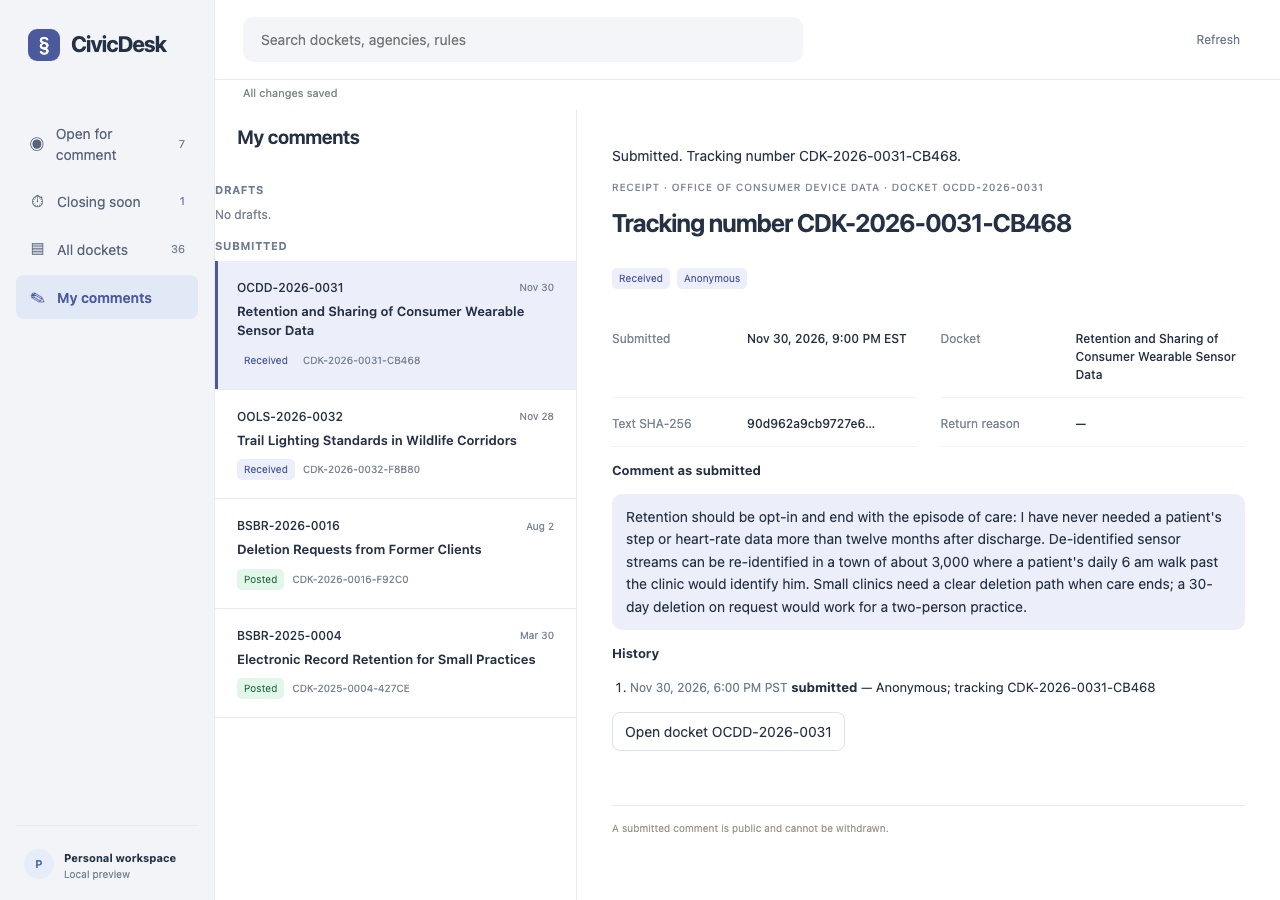 § CivicDesk
Search dockets, agencies, rules
Refresh
All changes saved
Open for
comment
7
Closing soon
1
All dockets
36
My comments
P
Personal workspace
Local preview
My comments
DRAFTS
No drafts.
SUBMITTED
OCDD-2026-0031
Nov 30
Retention and Sharing of Consumer Wearable
Sensor Data
Received
CDK-2026-0031-CB468
OOLS-2026-0032
Nov 28
Trail Lighting Standards in Wildlife Corridors
Received
CDK-2026-0032-F8B80
BSBR-2026-0016
Aug 2
Deletion Requests from Former Clients
Posted
CDK-2026-0016-F92C0
BSBR-2025-0004
Mar 30
Electronic Record Retention for Small Practices
Posted
CDK-2025-0004-427CE
Submitted. Tracking number CDK-2026-0031-CB468.
RECEIPT · OFFICE OF CONSUMER DEVICE DATA · DOCKET OCDD-2026-0031
Tracking number CDK-2026-0031-CB468
Received
Anonymous
Submitted
Nov 30, 2026, 9:00 PM EST
Docket
Retention and Sharing of
Consumer Wearable Sensor
Data
Text SHA-256
90d962a9cb9727e6…
Return reason
—
Comment as submitted
Retention should be opt-in and end with the episode of care: I have never needed a patient's
step or heart-rate data more than twelve months after discharge. De-identified sensor
streams can be re-identified in a town of about 3,000 where a patient's daily 6 am walk past
the clinic would identify him. Small clinics need a clear deletion path when care ends; a 30-
day deletion on request would work for a two-person practice.
History
1. Nov 30, 2026, 6:00 PM PST submitted — Anonymous; tracking CDK-2026-0031-CB468
Open docket OCDD-2026-0031
A submitted comment is public and cannot be withdrawn.